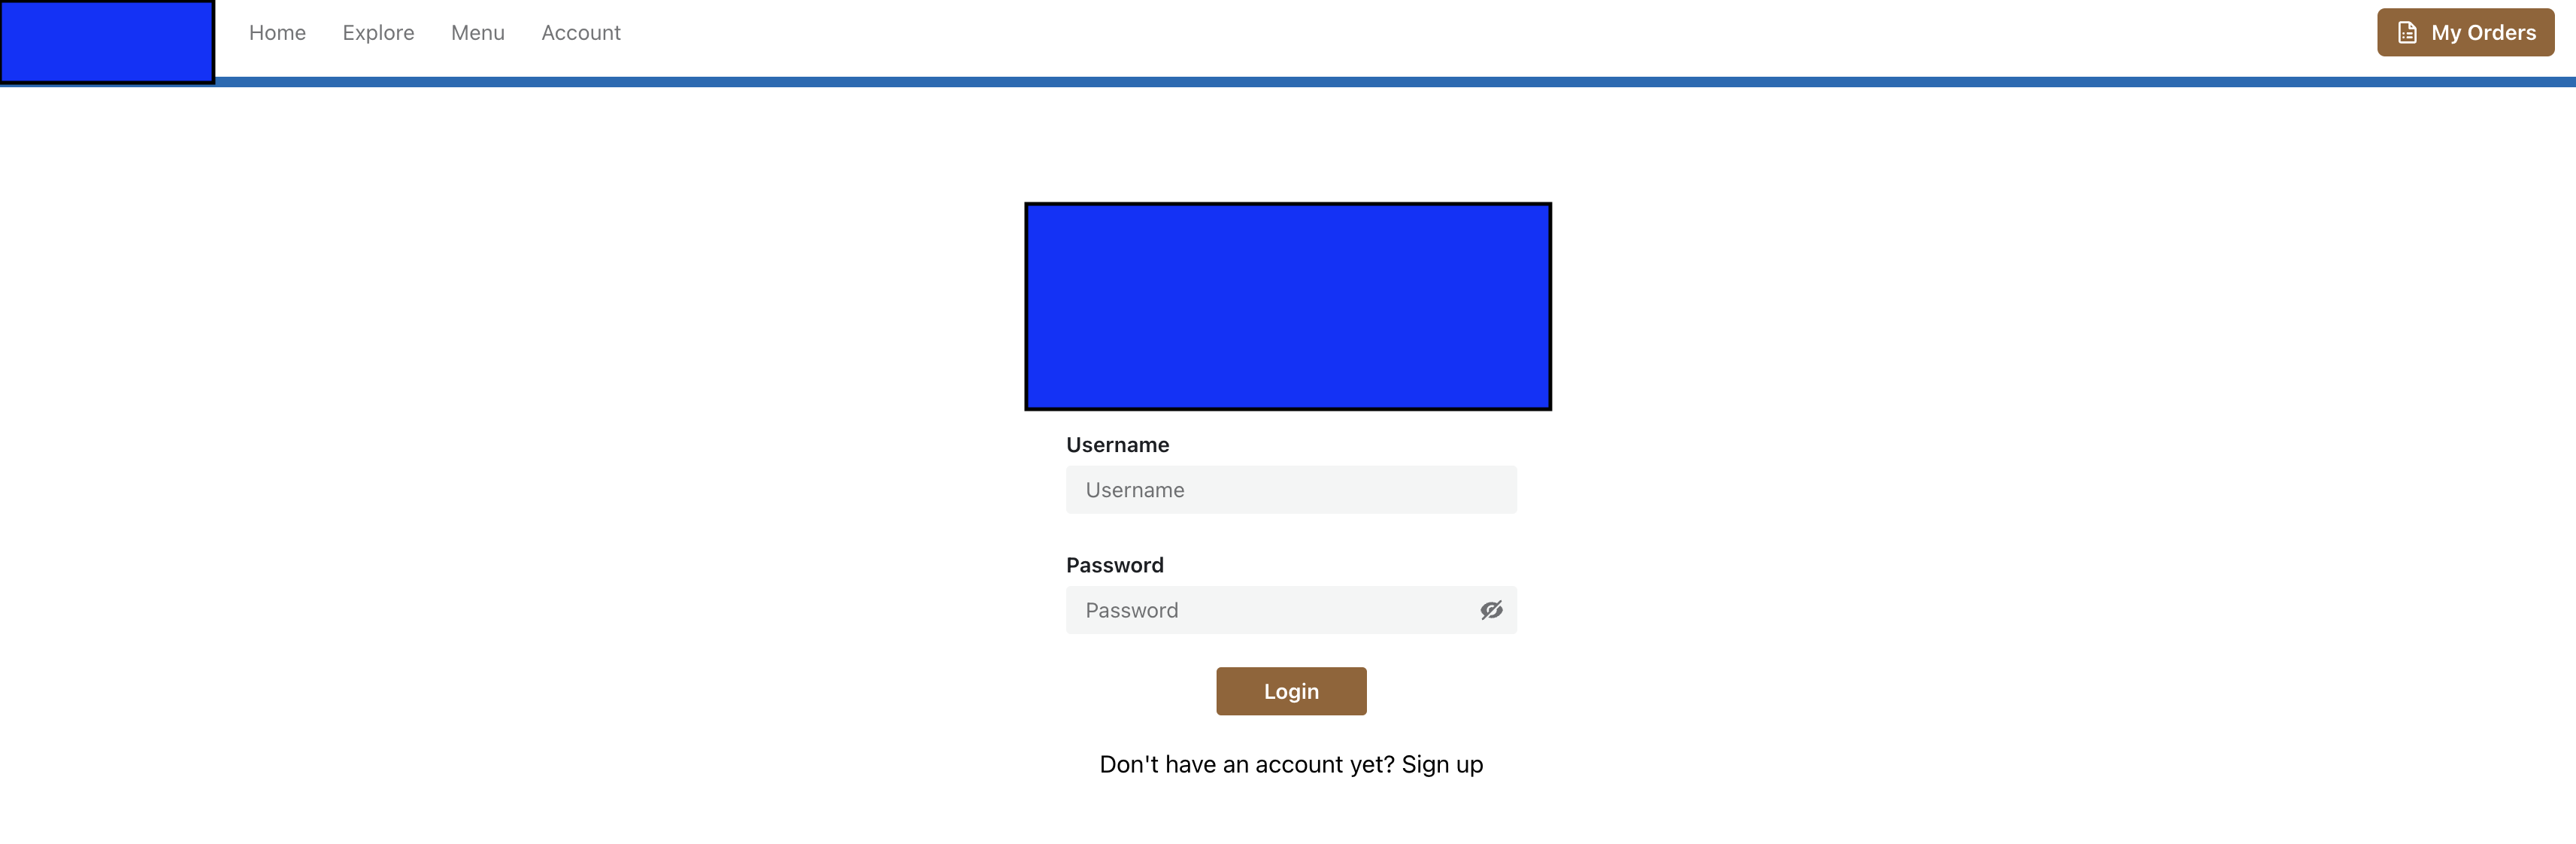 Home Explore Menu Account My Orders
Username
Username
Password
Password
Login
Don't have an account yet? Sign up